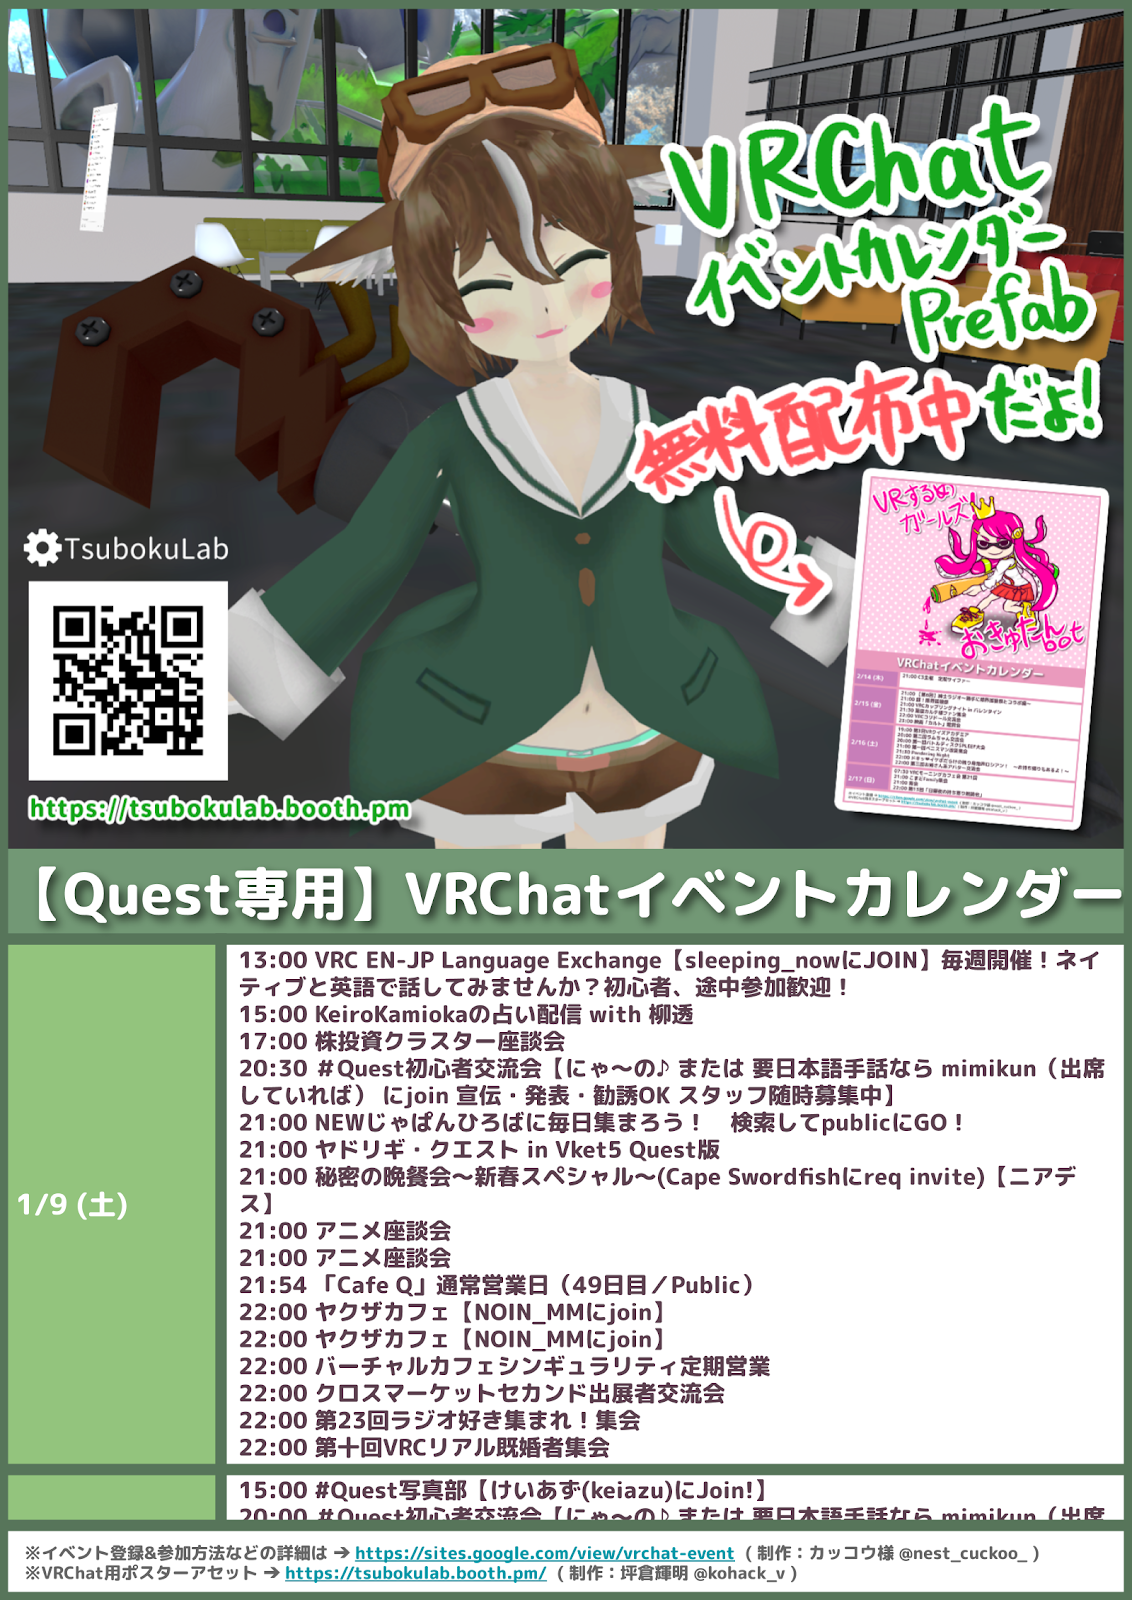 VRChat
イベントカレンダー
Prefab
無料配布中だよ!
TsubokuLab
https://tsubokulab.booth.pm
VRするめ
ガールズ
おきゅたんbot
VRChatイベントカレンダー
2/14 (木)
2/15 (金)
2/16 (土)
2/17 (日)
【Quest専用】VRChatイベントカレンダー
1/9 (土)
13:00 VRC EN-JP Language Exchange【sleeping_nowにJOIN】毎週開催！ネイ
ティブと英語で話してみませんか？初心者、途中参加歓迎！
15:00 KeiroKamiokaの占い配信 with 柳透
17:00 株投資クラスター座談会
20:30 ＃Quest初心者交流会【にゃ～の♪ または 要日本語手話なら mimikun（出席
していれば） にjoin 宣伝・発表・勧誘OK スタッフ随時募集中】
21:00 NEWじゃぱんひろばに毎日集まろう！　検索してpublicにGO！
21:00 ヤドリギ・クエスト in Vket5 Quest版
21:00 秘密の晩餐会～新春スペシャル～(Cape Swordfishにreq invite)【ニアデ
ス】
21:00 アニメ座談会
21:00 アニメ座談会
21:54 「Cafe Q」通常営業日（49日目／Public）
22:00 ヤクザカフェ【NOIN_MMにjoin】
22:00 ヤクザカフェ【NOIN_MMにjoin】
22:00 バーチャルカフェシンギュラリティ定期営業
22:00 クロスマーケットセカンド出展者交流会
22:00 第23回ラジオ好き集まれ！集会
22:00 第十回VRCリアル既婚者集会
15:00 #Quest写真部【けいあず(keiazu)にJoin!】
20:00 ＃Quest初心者交流会【にゃ～の♪ または 要日本語手話なら mimikun（出席
※イベント登録&参加方法などの詳細は ➔ https://sites.google.com/view/vrchat-event （制作：カッコウ様 @nest_cuckoo_ ）
※VRChat用ポスターアセット ➔ https://tsubokulab.booth.pm/ （制作：坪倉輝明 @kohack_v ）